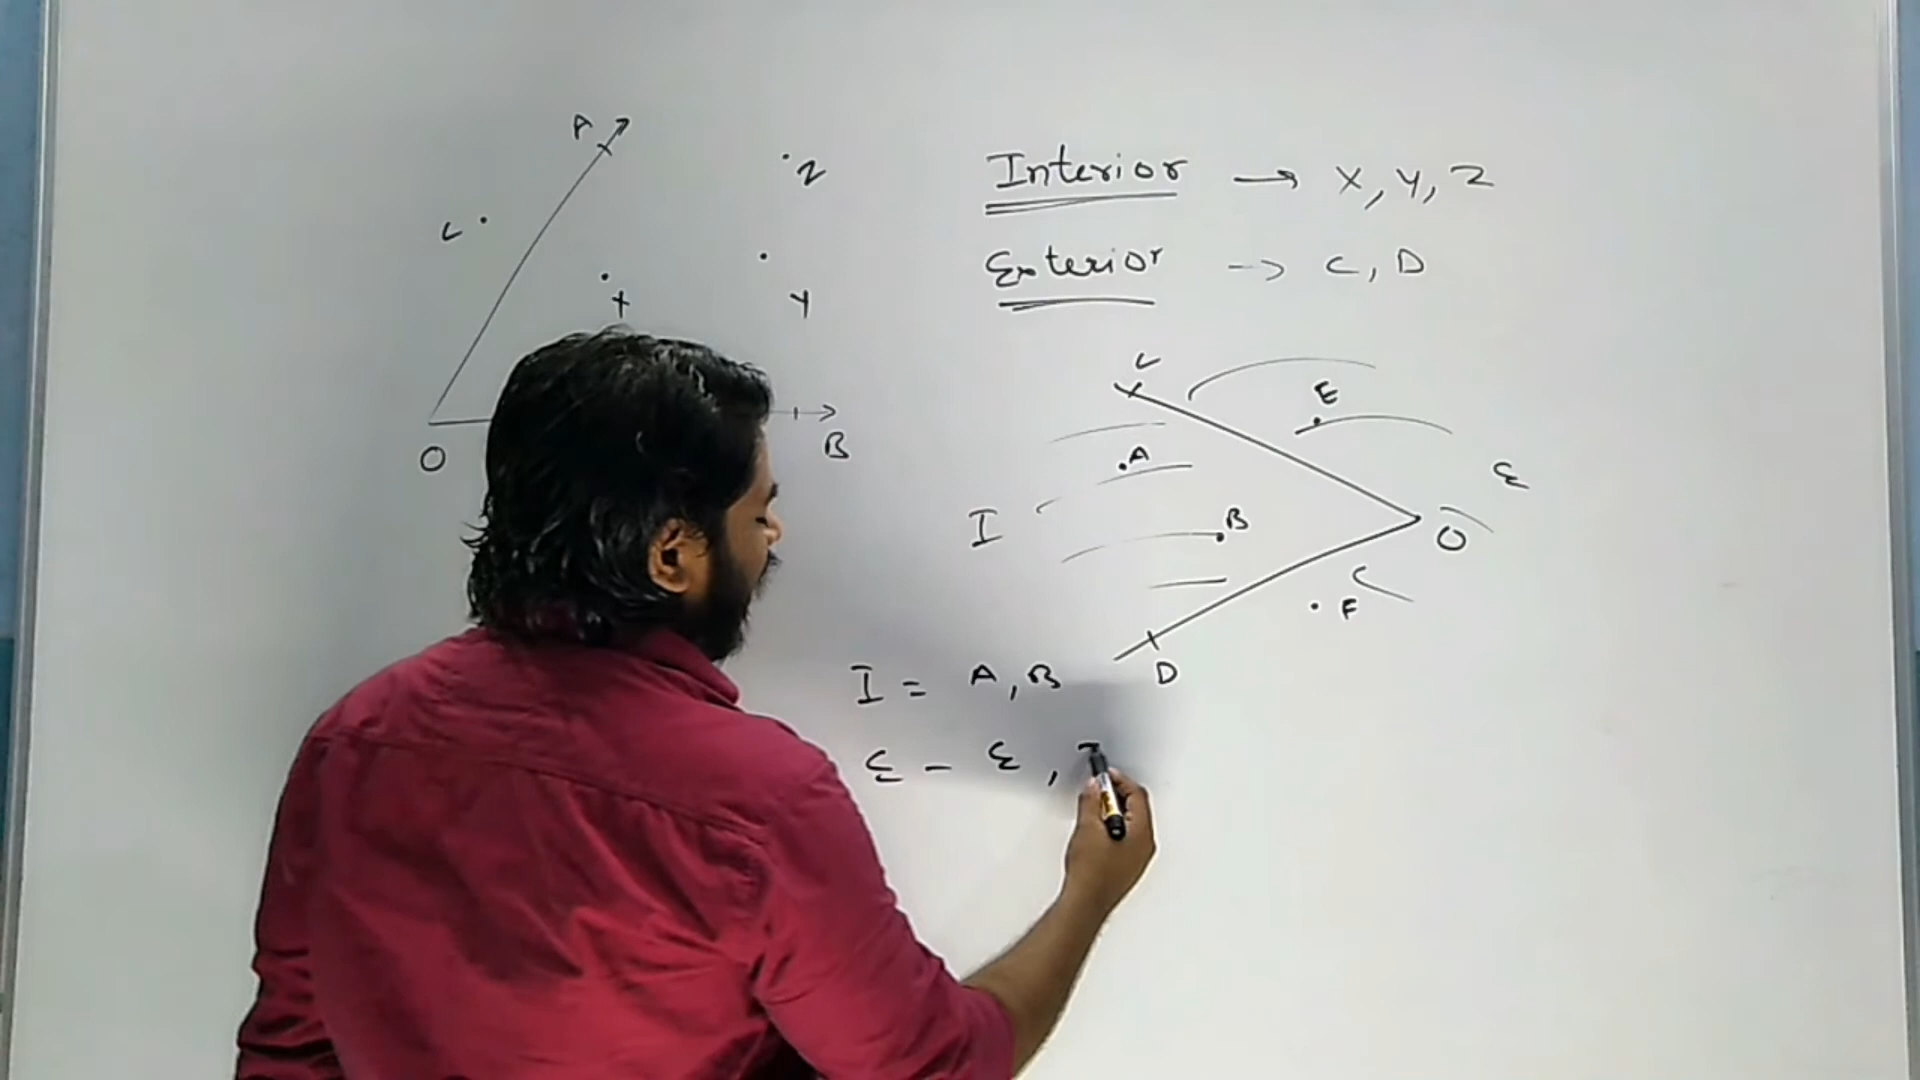 A
Z
C
X
Y
O
B
Interior → X, Y, Z
Exterior → C, D
C
E
A
E
I
B
O
F
D
I = A, B
E - E,